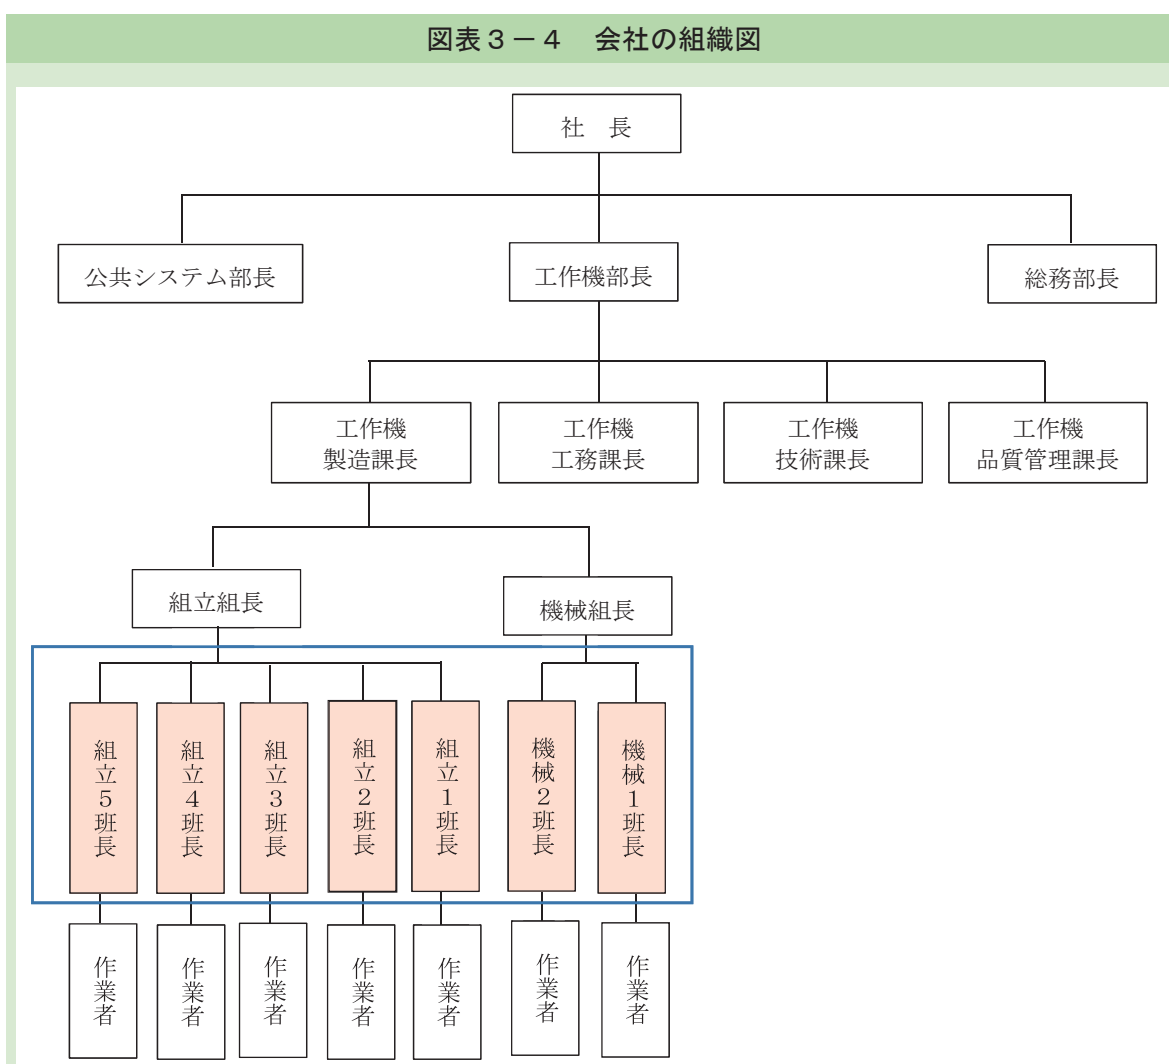 図表3－4　会社の組織図
社　長
公共システム部長
工作機部長
総務部長
工作機
製造課長
工作機
工務課長
工作機
技術課長
工作機
品質管理課長
組立組長
機械組長
組立5班長
組立4班長
組立3班長
組立2班長
組立1班長
機械2班長
機械1班長
作業者
作業者
作業者
作業者
作業者
作業者
作業者